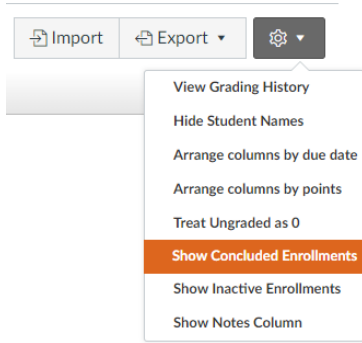 Import Export
View Grading History
Hide Student Names
Arrange columns by due date
Arrange columns by points
Treat Ungraded as 0
Show Concluded Enrollments
Show Inactive Enrollments
Show Notes Column